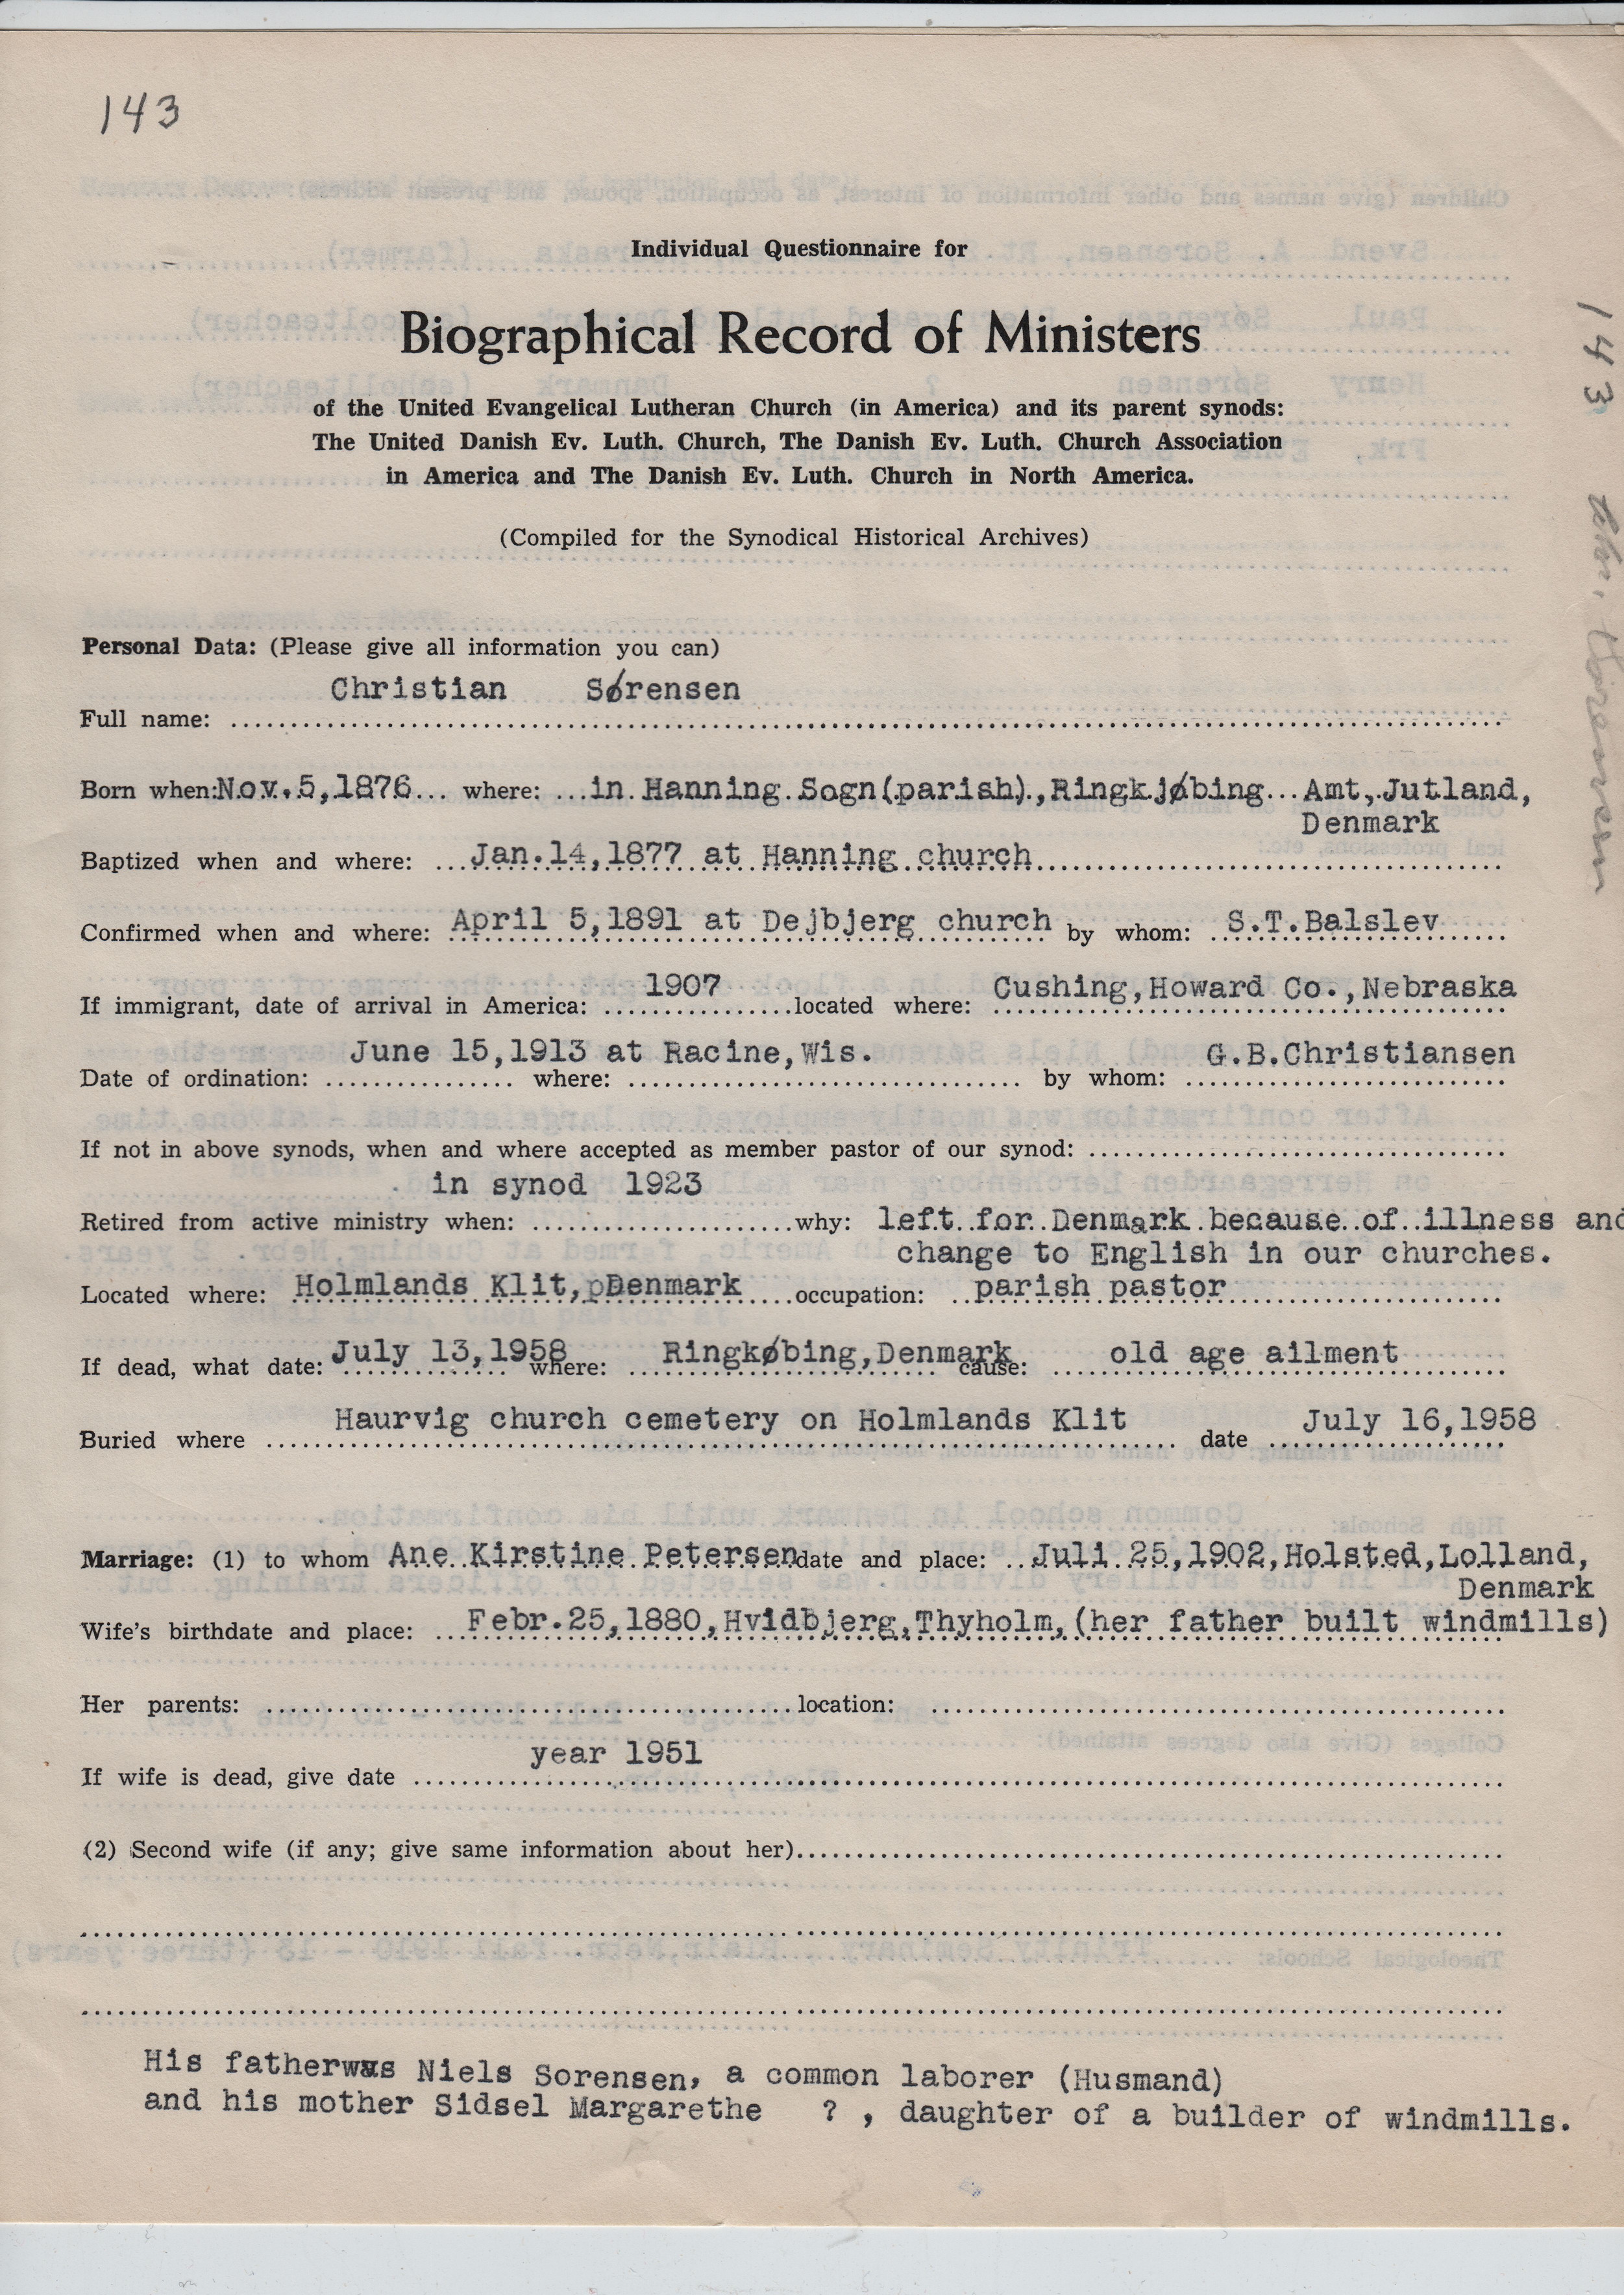 143
Individual Questionnaire for
Biographical Record of Ministers
of the United Evangelical Lutheran Church (in America) and its parent synods:
The United Danish Ev. Luth. Church, The Danish Ev. Luth. Church Association
in America and The Danish Ev. Luth. Church in North America.
(Compiled for the Synodical Historical Archives)
Personal Data: (Please give all information you can)
Christian Sørensen
Full name:
Born when: Nov. 5, 1876 where: in Hanning Sogn (parish), Ringkjøbing Amt, Jutland,
Denmark
Baptized when and where: Jan. 14, 1877 at Hanning church
Confirmed when and where: April 5, 1891 at Dejbjerg church by whom: S.T. Balslev
If immigrant, date of arrival in America: 1907 located where: Cushing, Howard Co., Nebraska
June 15, 1913 at Racine, Wis. G.B. Christiansen
Date of ordination: where: by whom:
If not in above synods, when and where accepted as member pastor of our synod:
in synod 1923
Retired from active ministry when: why: left for Denmark because of illness and
change to English in our churches.
Located where: Holmlands Klit, pDenmark occupation: parish pastor
If dead, what date: July 13, 1958 where: Ringkøbing, Denmark cause: old age ailment
Buried where Haurvig church cemetery on Holmlands Klit date July 16, 1958
Marriage: (1) to whom Ane Kirstine Petersen date and place: Juli 25, 1902, Holsted, Lolland,
Denmark
Wife's birthdate and place: Febr. 25, 1880, Hvidbjerg, Thyholm, (her father built windmills)
Her parents: location:
year 1951
If wife is dead, give date
(2) Second wife (if any; give same information about her)
His father was Niels Sorensen, a common laborer (Husmand)
and his mother Sidsel Margarethe ? , daughter of a builder of windmills.
143